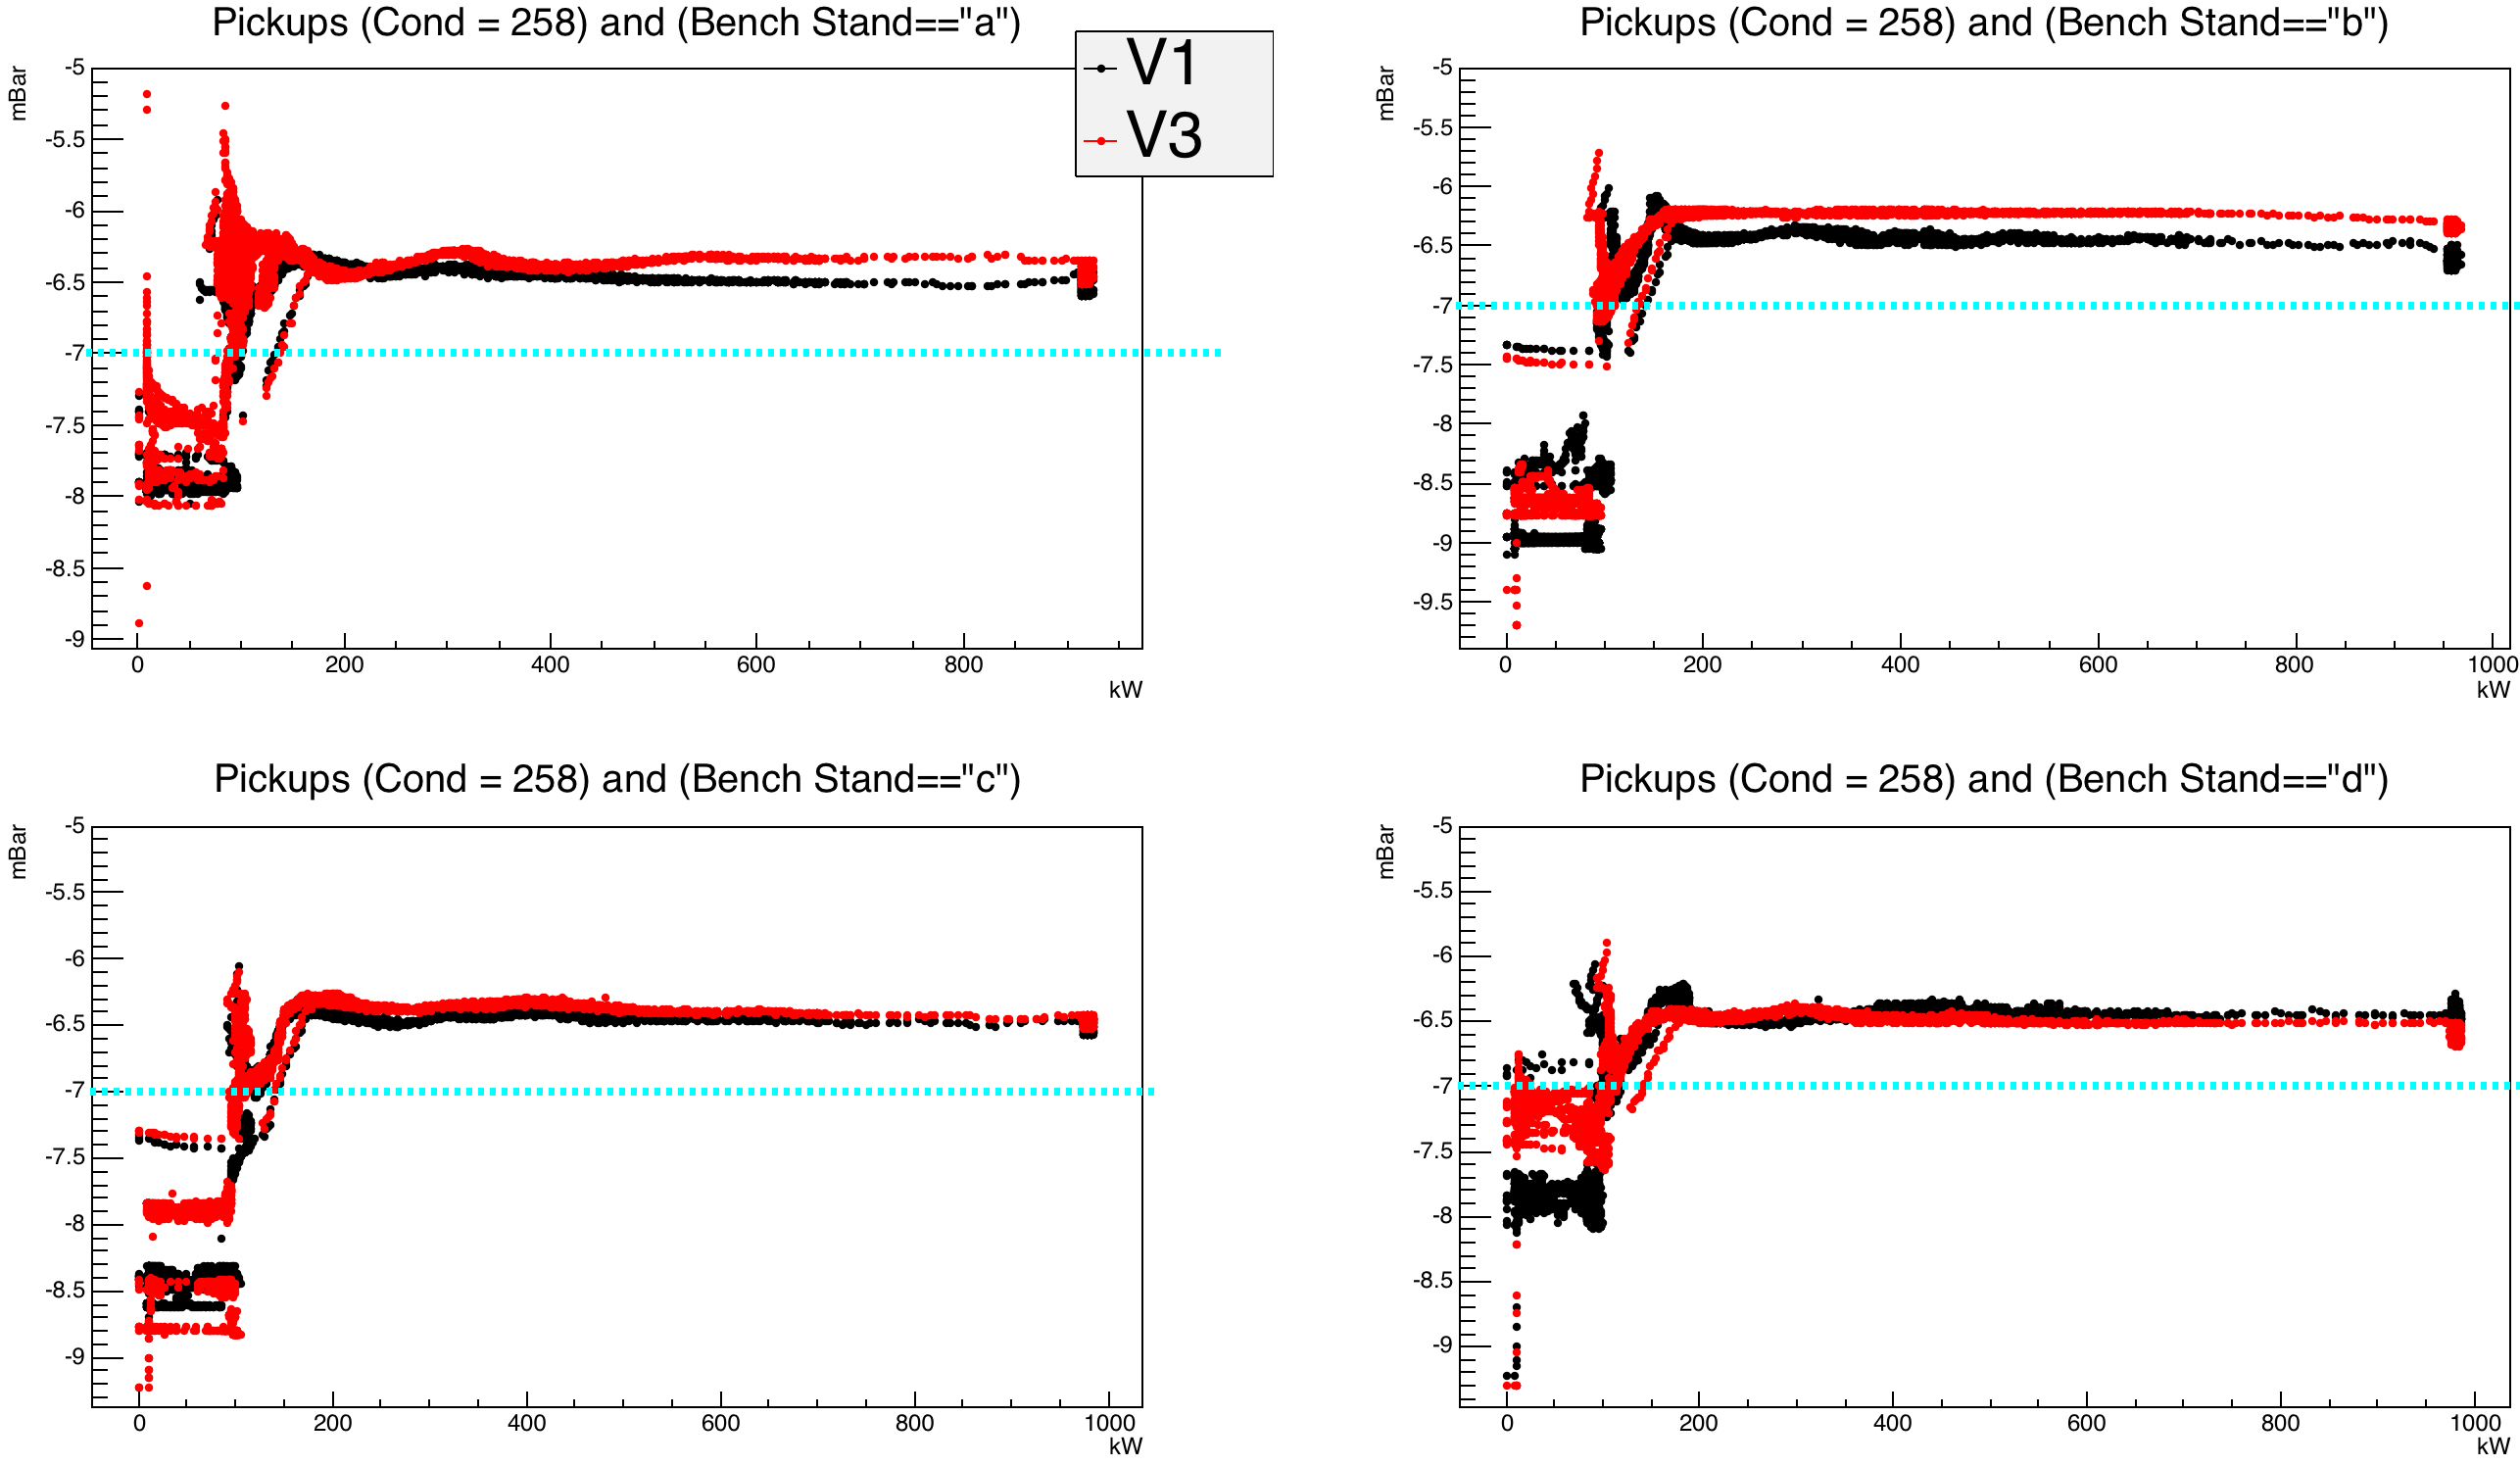 Pickups (Cond = 258) and (Bench Stand=="a")
mBar
-5
-5.5
-6
-6.5
-7
-7.5
-8
-8.5
-9
0 200 400 600 800
kW
V1
V3
Pickups (Cond = 258) and (Bench Stand=="b")
mBar
-5
-5.5
-6
-6.5
-7
-7.5
-8
-8.5
-9
-9.5
0 200 400 600 800 1000
kW
Pickups (Cond = 258) and (Bench Stand=="c")
mBar
-5
-5.5
-6
-6.5
-7
-7.5
-8
-8.5
-9
0 200 400 600 800 1000
kW
Pickups (Cond = 258) and (Bench Stand=="d")
mBar
-5
-5.5
-6
-6.5
-7
-7.5
-8
-8.5
-9
0 200 400 600 800 1000
kW